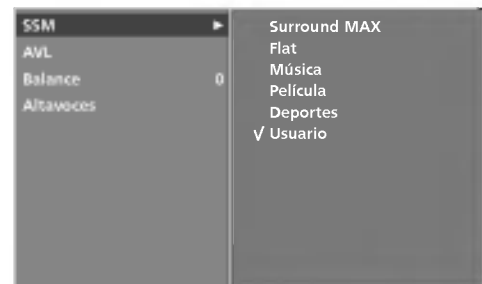 SSM ►
AVL
Balance 0
Altavoces
Surround MAX
Flat
Música
Película
Deportes
√ Usuario